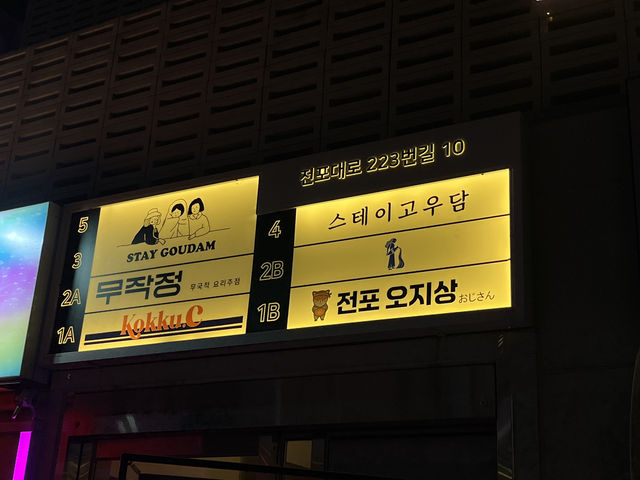 전포대로 223번길 10
5
3
STAY GOUDAM
4
스테이고우담
2A
무작정 무국적 요리주점
2B
1A
Kokku.C
1B
전포 오지상 おじさん